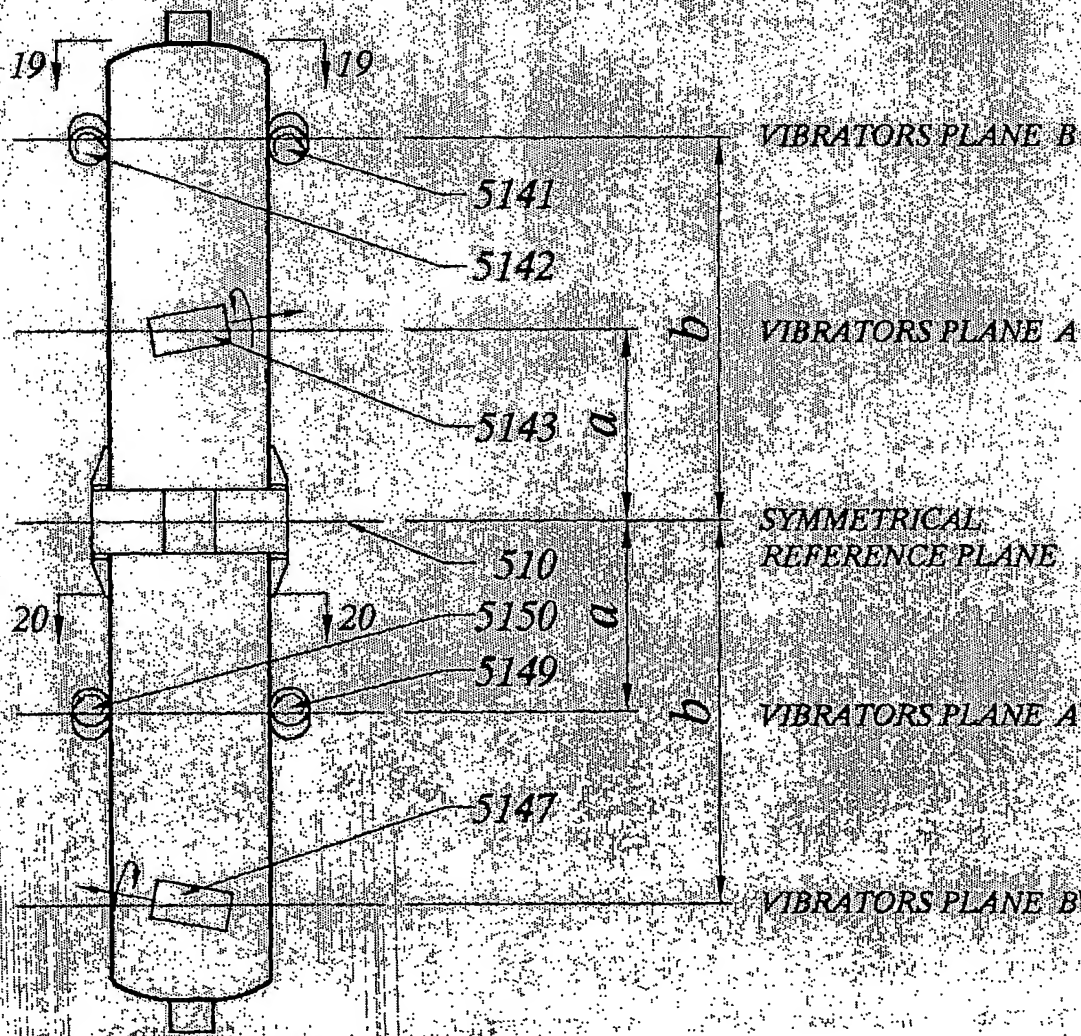 19
19
VIBRATORS PLANE B
5141
5142
b
VIBRATORS PLANE A
5143
a
SYMMETRICAL
REFERENCE PLANE
510
20
20
5150
a
5149
b
VIBRATORS PLANE A
5147
VIBRATORS PLANE B